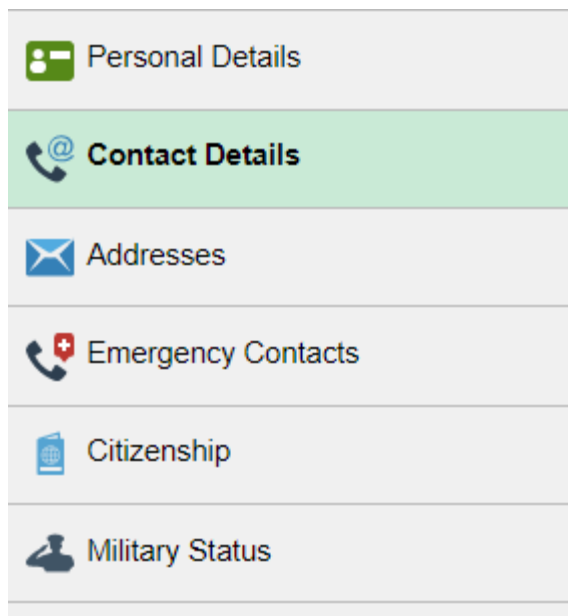 Personal Details
Contact Details
Addresses
Emergency Contacts
Citizenship
Military Status